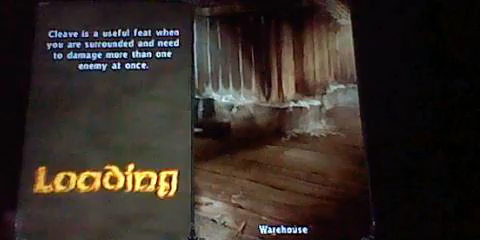 Cleave is a useful feat when
you are surrounded and need
to damage more than one
enemy at once.
Loading
Warehouse